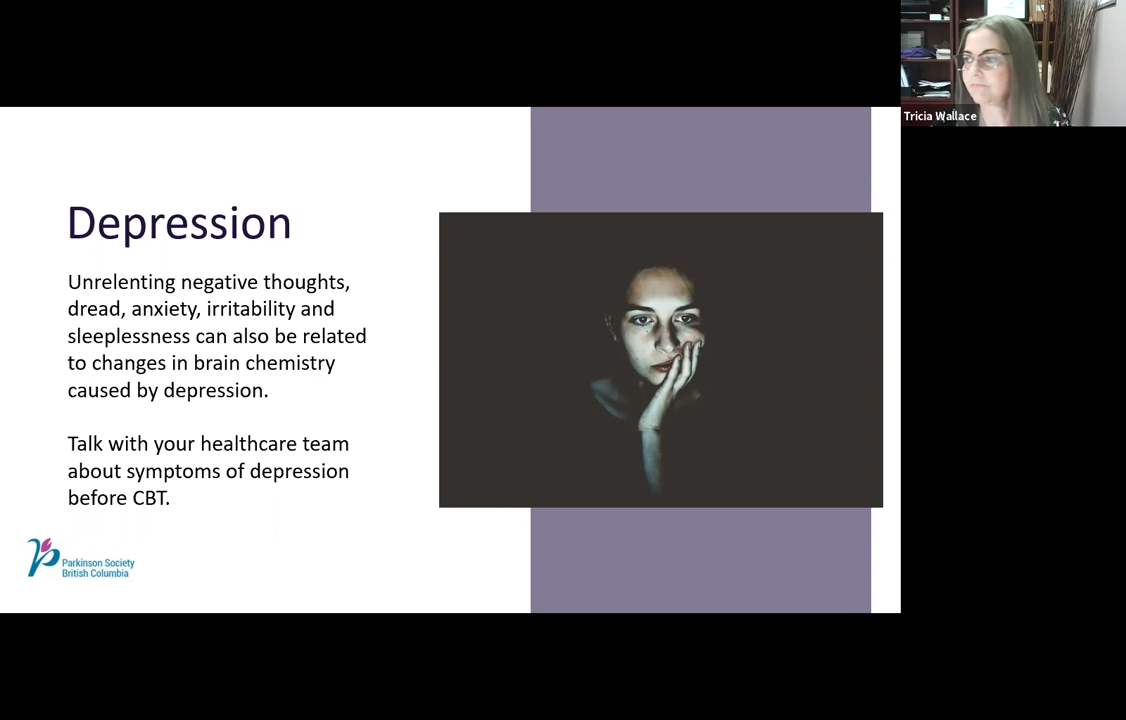 Tricia Wallace
Depression
Unrelenting negative thoughts,
dread, anxiety, irritability and
sleeplessness can also be related
to changes in brain chemistry
caused by depression.
Talk with your healthcare team
about symptoms of depression
before CBT.
Parkinson Society
British Columbia